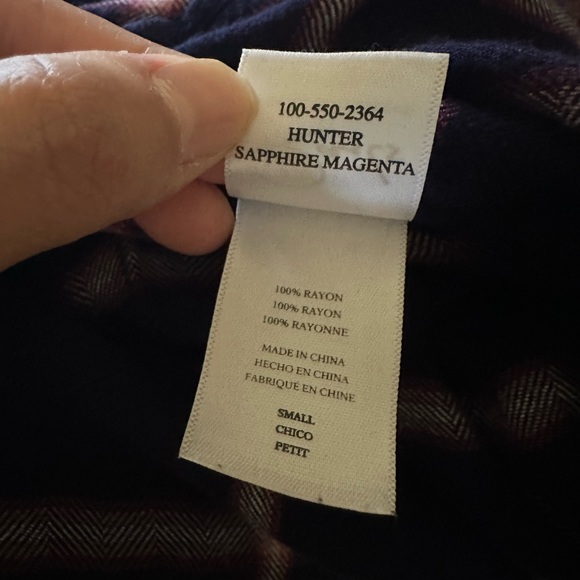 100-550-2364
HUNTER
SAPPHIRE MAGENTA
100% RAYON
100% RAYON
100% RAYONNE
MADE IN CHINA
HECHO EN CHINA
FABRIQUÉ EN CHINE
SMALL
CHICO
PETIT